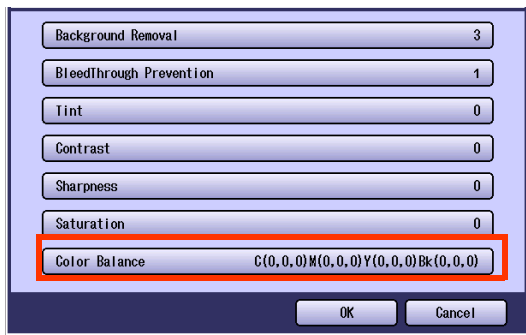 Background Removal 3
BleedThrough Prevention 1
Tint 0
Contrast 0
Sharpness 0
Saturation 0
Color Balance C(0,0,0)M(0,0,0)Y(0,0,0)Bk(0,0,0)
OK Cancel